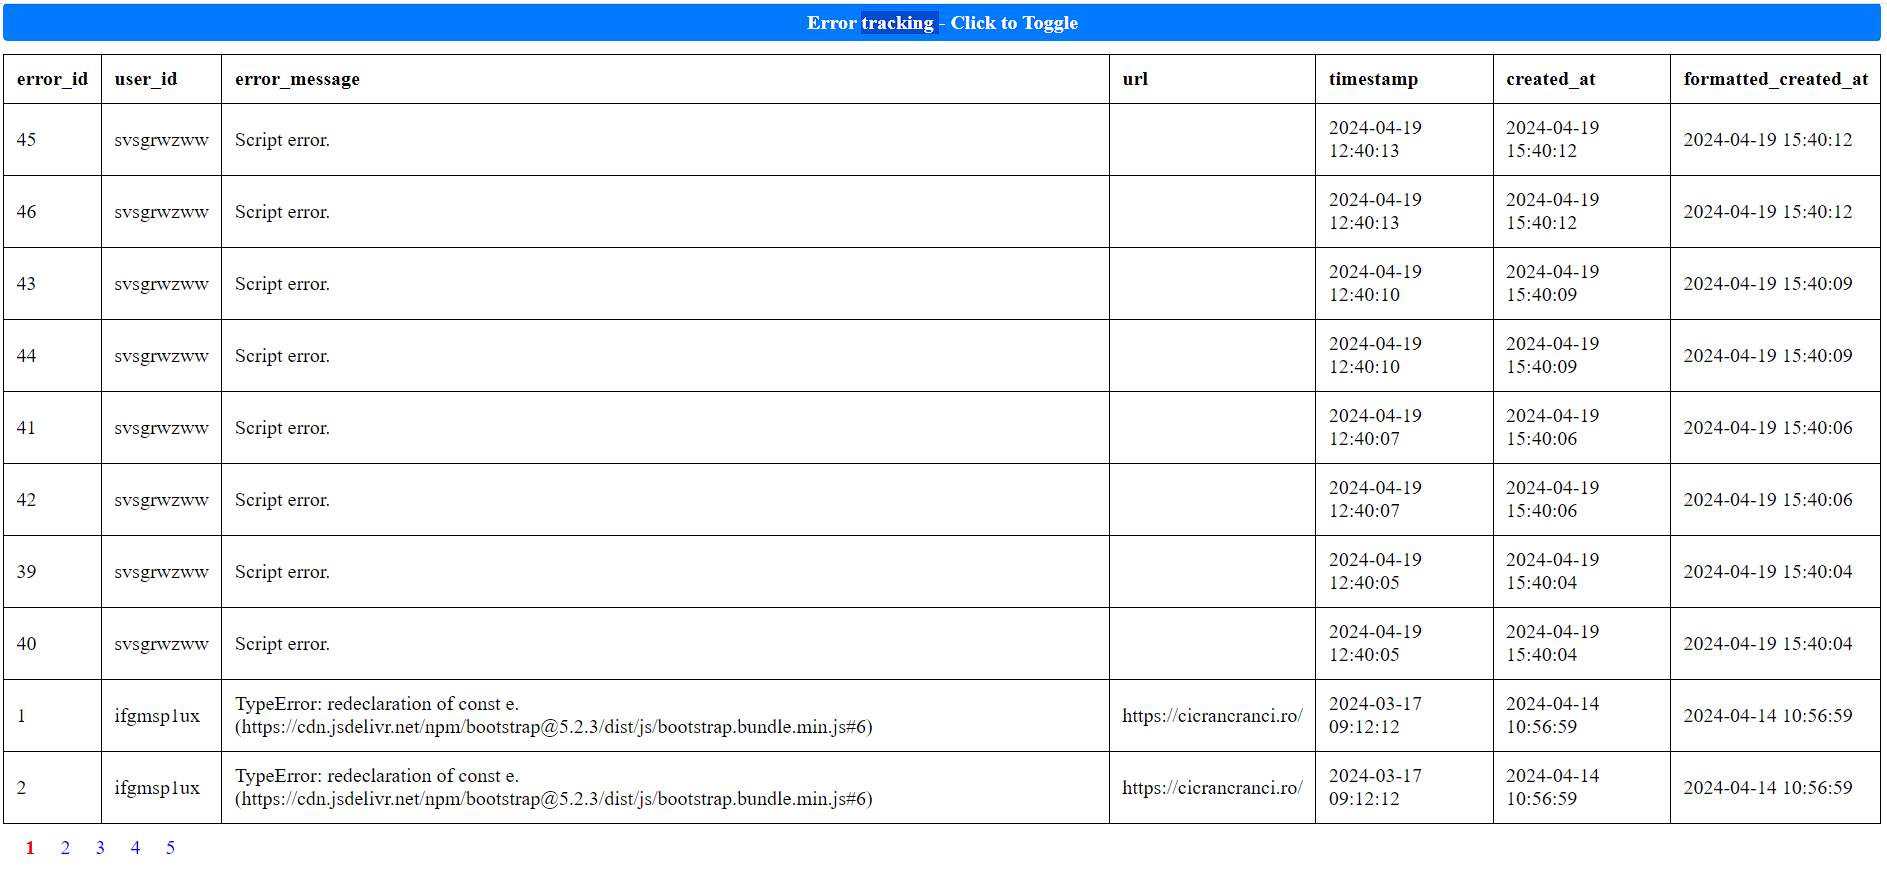 Error tracking - Click to Toggle
error_id user_id error_message url timestamp created_at formatted_created_at
45 svsgrwzww Script error. 2024-04-19 12:40:13 2024-04-19 15:40:12 2024-04-19 15:40:12
46 svsgrwzww Script error. 2024-04-19 12:40:13 2024-04-19 15:40:12 2024-04-19 15:40:12
43 svsgrwzww Script error. 2024-04-19 12:40:10 2024-04-19 15:40:09 2024-04-19 15:40:09
44 svsgrwzww Script error. 2024-04-19 12:40:10 2024-04-19 15:40:09 2024-04-19 15:40:09
41 svsgrwzww Script error. 2024-04-19 12:40:07 2024-04-19 15:40:06 2024-04-19 15:40:06
42 svsgrwzww Script error. 2024-04-19 12:40:07 2024-04-19 15:40:06 2024-04-19 15:40:06
39 svsgrwzww Script error. 2024-04-19 12:40:05 2024-04-19 15:40:04 2024-04-19 15:40:04
40 svsgrwzww Script error. 2024-04-19 12:40:05 2024-04-19 15:40:04 2024-04-19 15:40:04
1 ifgmsp1ux TypeError: redeclaration of const e. (https://cdn.jsdelivr.net/npm/bootstrap@5.2.3/dist/js/bootstrap.bundle.min.js#6) https://cicrancranci.ro/ 2024-03-17 09:12:12 2024-04-14 10:56:59 2024-04-14 10:56:59
2 ifgmsp1ux TypeError: redeclaration of const e. (https://cdn.jsdelivr.net/npm/bootstrap@5.2.3/dist/js/bootstrap.bundle.min.js#6) https://cicrancranci.ro/ 2024-03-17 09:12:12 2024-04-14 10:56:59 2024-04-14 10:56:59
1 2 3 4 5